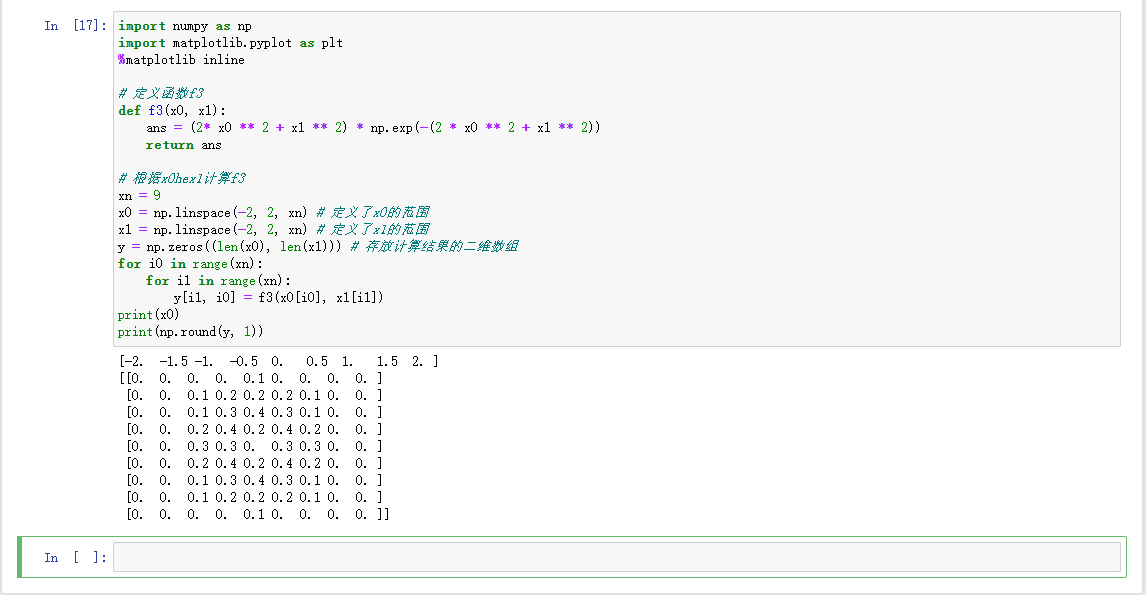 In [17]: import numpy as np
import matplotlib.pyplot as plt
%matplotlib inline
# 定义函数f3
def f3(x0, x1):
ans = (2* x0 ** 2 + x1 ** 2) * np.exp(-(2 * x0 ** 2 + x1 ** 2))
return ans
# 根据x0hex1计算f3
xn = 9
x0 = np.linspace(-2, 2, xn) # 定义了x0的范围
x1 = np.linspace(-2, 2, xn) # 定义了x1的范围
y = np.zeros((len(x0), len(x1))) # 存放计算结果的二维数组
for i0 in range(xn):
for i1 in range(xn):
y[i1, i0] = f3(x0[i0], x1[i1])
print(x0)
print(np.round(y, 1))
[-2. -1.5 -1. -0.5 0. 0.5 1. 1.5 2. ]
[[0. 0. 0. 0. 0.1 0. 0. 0. 0. ]
[0. 0. 0.1 0.2 0.2 0.2 0.1 0. 0. ]
[0. 0. 0.1 0.3 0.4 0.3 0.1 0. 0. ]
[0. 0. 0.2 0.4 0.2 0.4 0.2 0. 0. ]
[0. 0. 0.3 0.3 0. 0.3 0.3 0. 0. ]
[0. 0. 0.2 0.4 0.2 0.4 0.2 0. 0. ]
[0. 0. 0.1 0.3 0.4 0.3 0.1 0. 0. ]
[0. 0. 0.1 0.2 0.2 0.2 0.1 0. 0. ]
[0. 0. 0. 0. 0.1 0. 0. 0. 0. ]]
In [ ]: